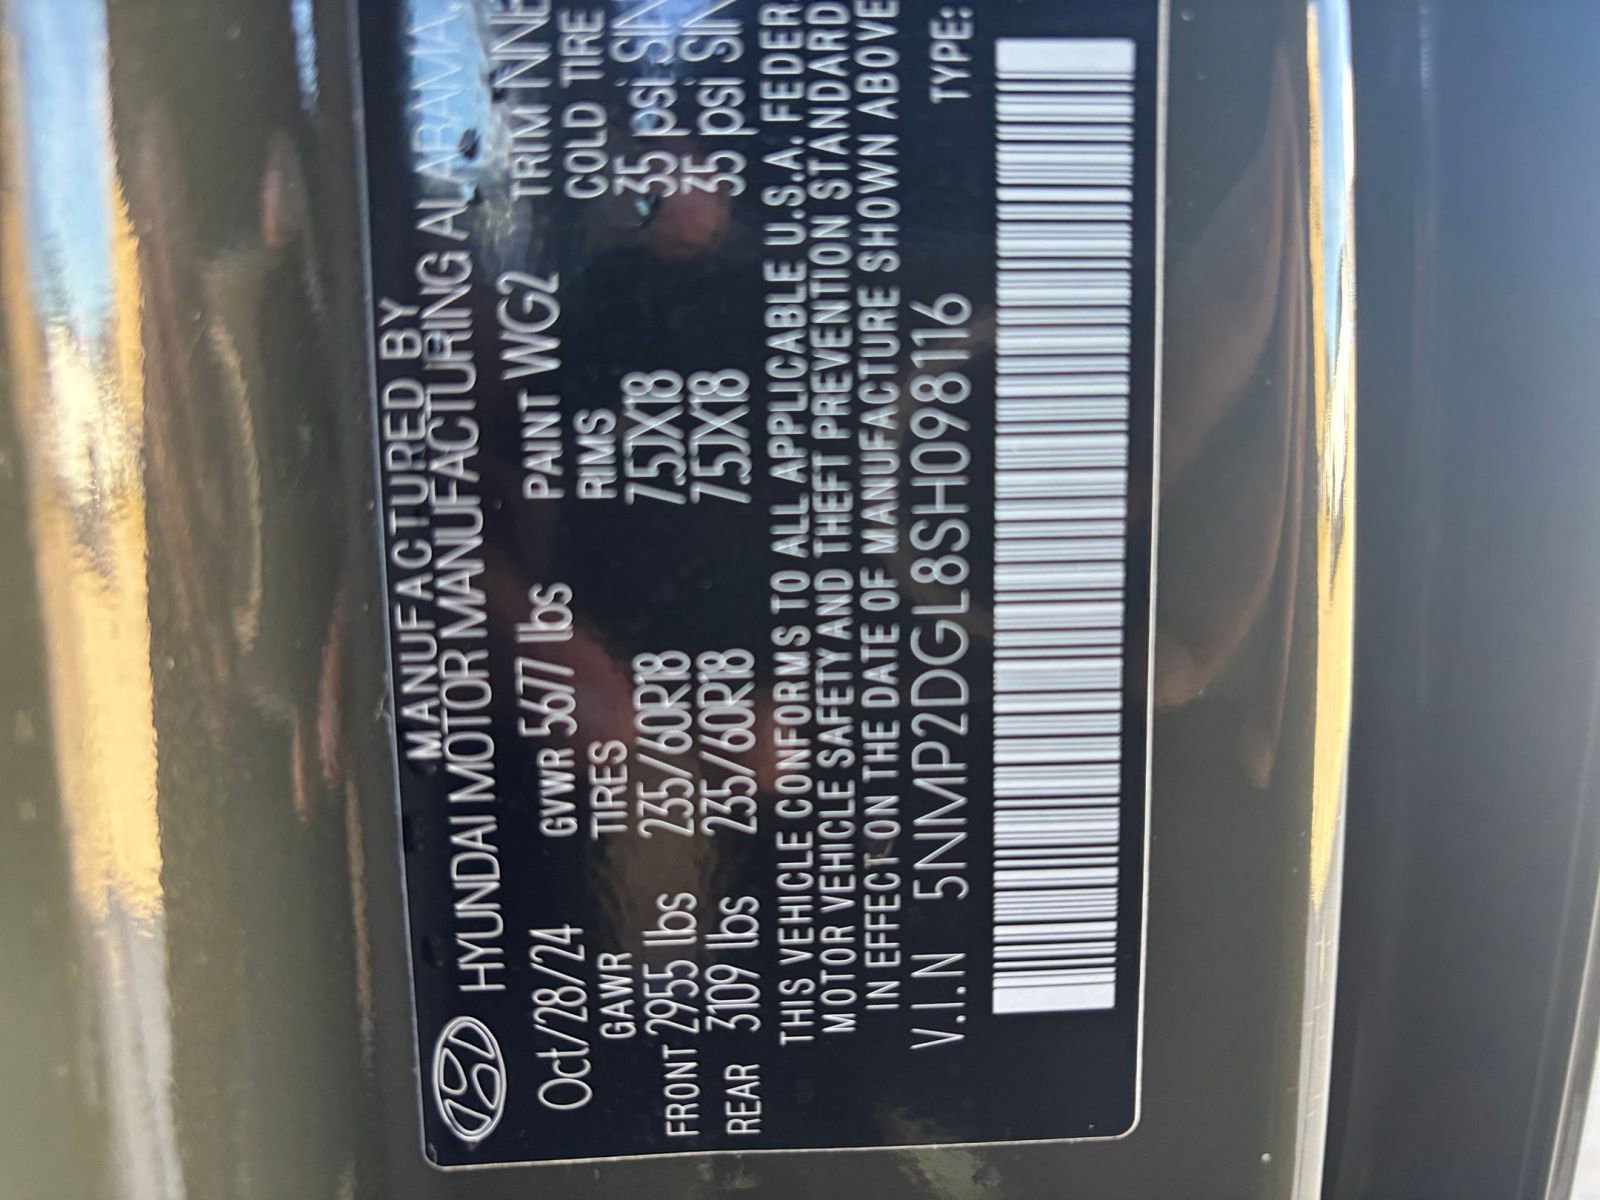 MANUFACTURED BY
HYUNDAI MOTOR MANUFACTURING ALABAMA,
Oct/28/24 GVWR 5677 lbs PAINT WG2 TRIM NNB
GAWR TIRES RIMS COLD TIRE
FRONT 2955 lbs 235/60R18 7.5JX18 35 psi SIN
REAR 3109 lbs 235/60R18 7.5JX18 35 psi SIN
THIS VEHICLE CONFORMS TO ALL APPLICABLE U.S.A. FEDER
MOTOR VEHICLE SAFETY AND THEFT PREVENTION STANDARD
IN EFFECT ON THE DATE OF MANUFACTURE SHOWN ABOVE
V.I.N 5NMP2DGL8SH098116 TYPE: